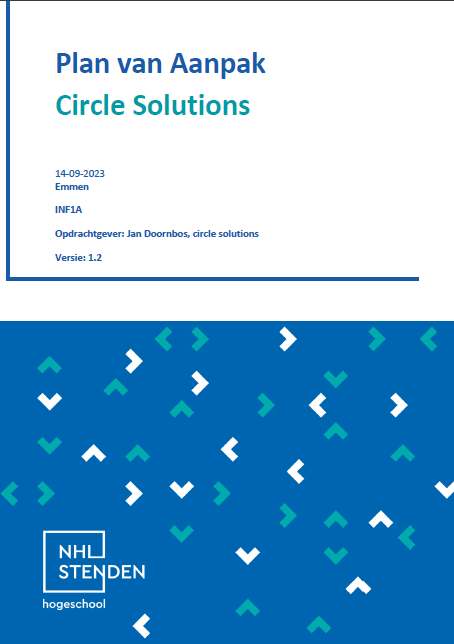 Plan van Aanpak
Circle Solutions
14-09-2023
Emmen
INF1A
Opdrachtgever: Jan Doornbos, circle solutions
Versie: 1.2
NHL
STENDEN
hogeschool